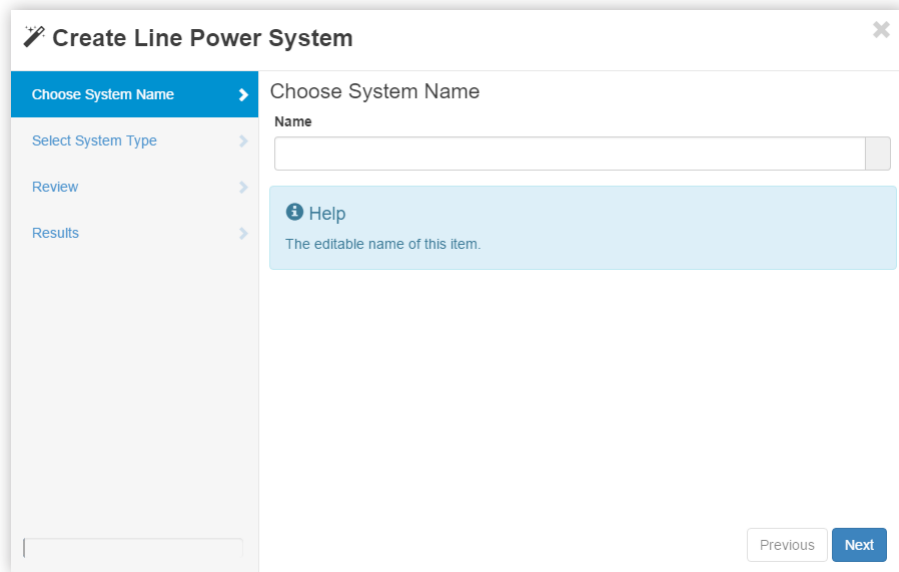 Create Line Power System
Choose System Name
Select System Type
Review
Results
Choose System Name
Name
Help
The editable name of this item.
Previous
Next